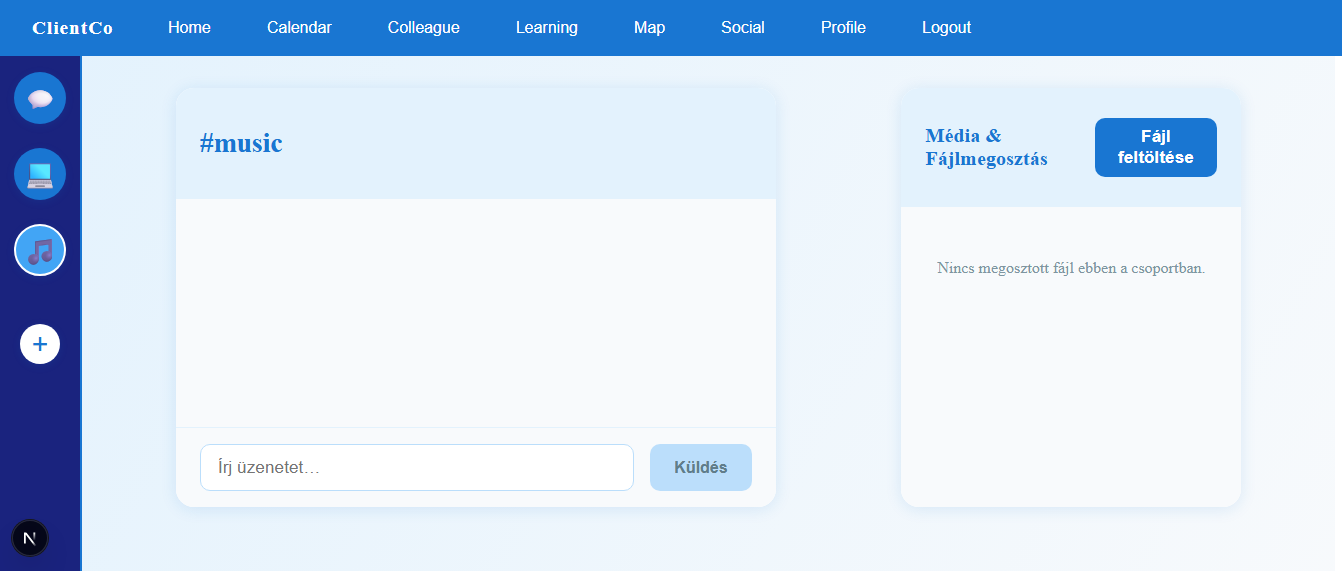 ClientCo Home Calendar Colleague Learning Map Social Profile Logout
#music
Média &
Fájlmegosztás
Fájl
feltöltése
Nincs megosztott fájl ebben a csoportban.
+
Írj üzenetet…
Küldés
N